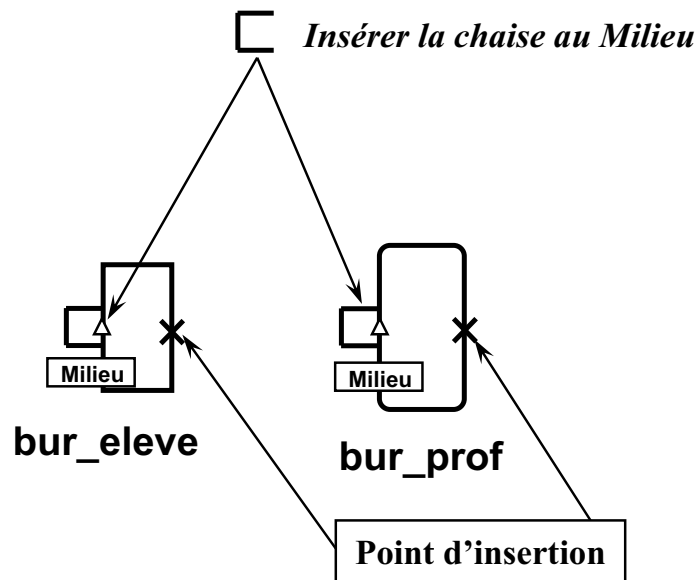 Insérer la chaise au Milieu
Milieu
Milieu
bur_eleve
bur_prof
Point d’insertion